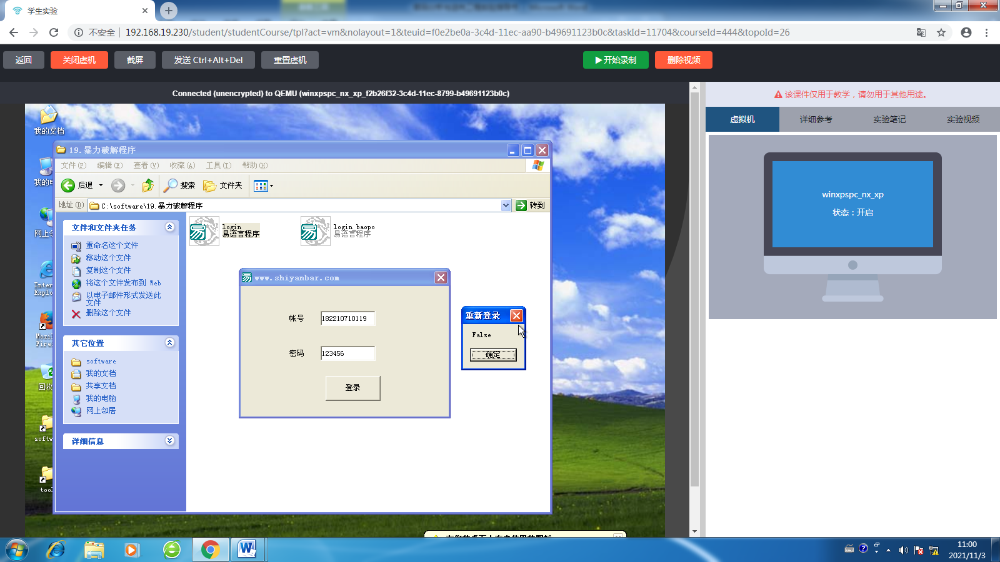 学生实验
不安全 192.168.19.230/student/studentCourse/tpl?act=vm&nolayout=1&teuid=f0e2be0a-3c4d-11ec-aa90-b49691123b0c&taskId=11704&courseId=444&topoId=26
返回 关闭虚机 截屏 发送 Ctrl+Alt+Del 重置虚机 开始录制 删除视频
Connected (unencrypted) to QEMU (winxpspc_nx_xp_f2b26f32-3c4d-11ec-8799-b49691123b0c)
该课件仅用于教学，请勿用于其他用途。
虚拟机 详细参考 实验笔记 实验视频
winxpspc_nx_xp
状态：开启
我的文档
我的
Inter
Explo
Mozil
Firef
softw
tool
19.暴力破解程序
文件(F) 编辑(E) 查看(V) 收藏(A) 工具(T) 帮助(H)
后退 搜索 文件夹
地址(D) C:\software\19.暴力破解程序 转到
文件和文件夹任务
重命名这个文件
移动这个文件
复制这个文件
将这个文件发布到 Web
以电子邮件形式发送此
文件
删除这个文件
其它位置
software
我的文档
共享文档
我的电脑
网上邻居
详细信息
login
易语言程序
login_baopo
易语言程序
www.shiyanbar.com
帐号 182210710119
密码 123456
登录
重新登录
False
确定
11:00
2021/11/3